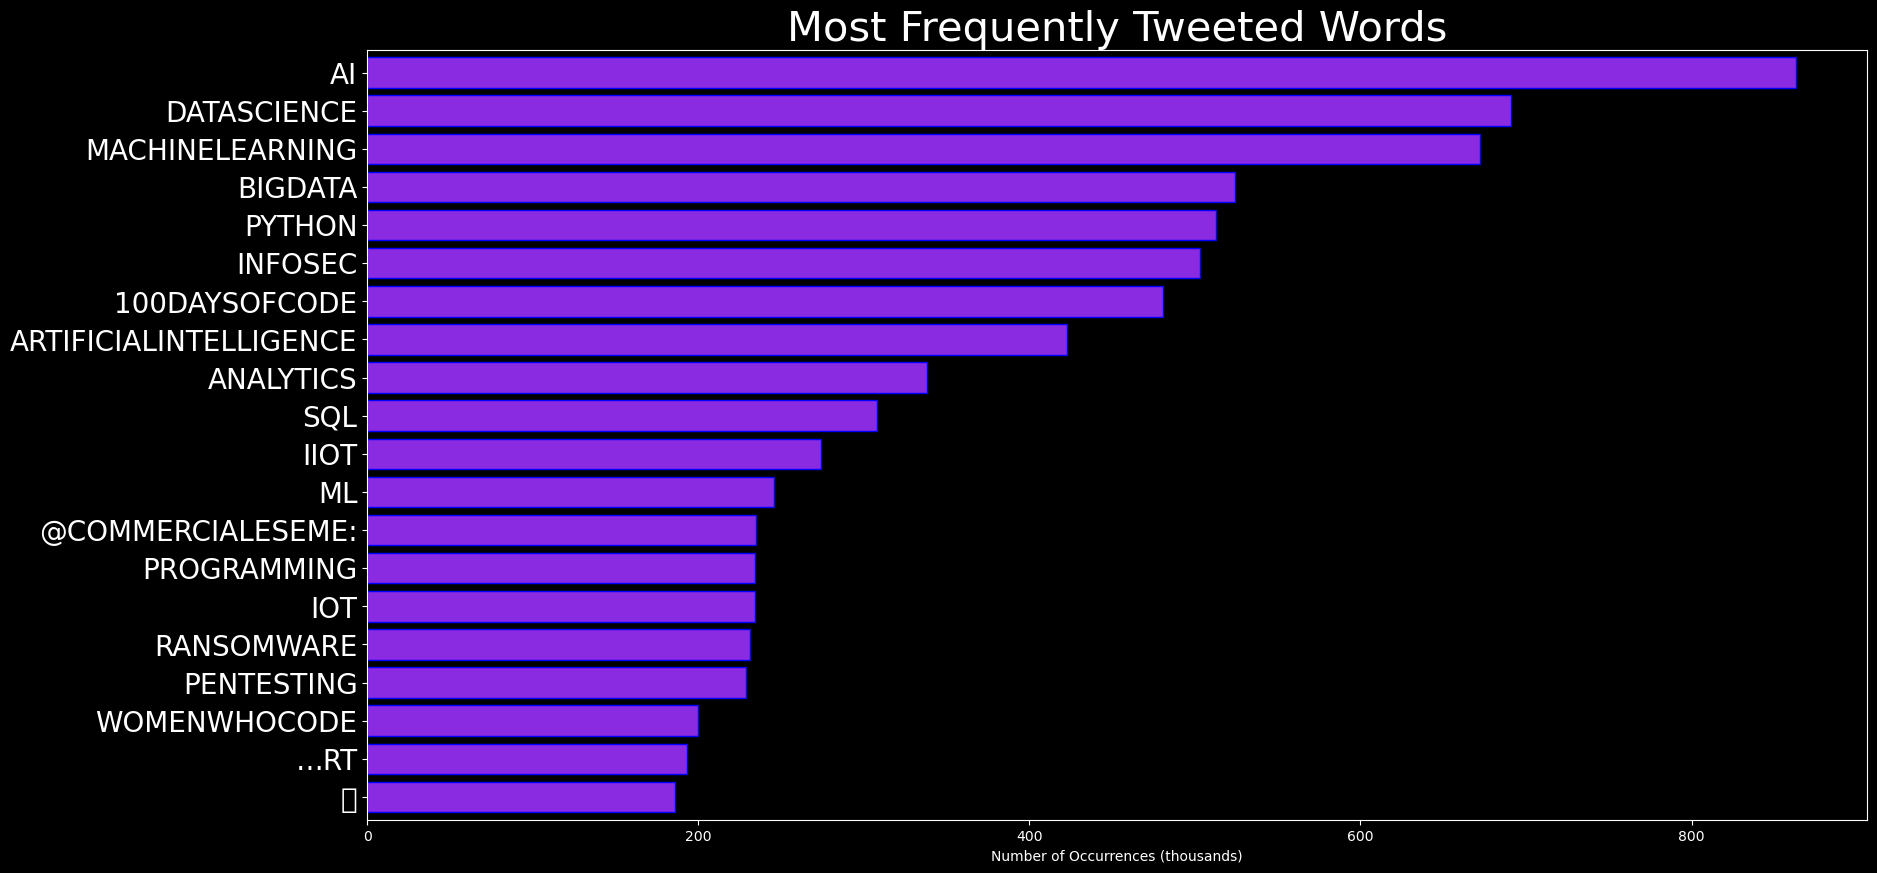 Most Frequently Tweeted Words
AI
DATASCIENCE
MACHINELEARNING
BIGDATA
PYTHON
INFOSEC
100DAYSOFCODE
ARTIFICIALINTELLIGENCE
ANALYTICS
SQL
IIOT
ML
@COMMERCIALESEME:
PROGRAMMING
IOT
RANSOMWARE
PENTESTING
WOMENWHOCODE
...RT
0 200 400 600 800
Number of Occurrences (thousands)